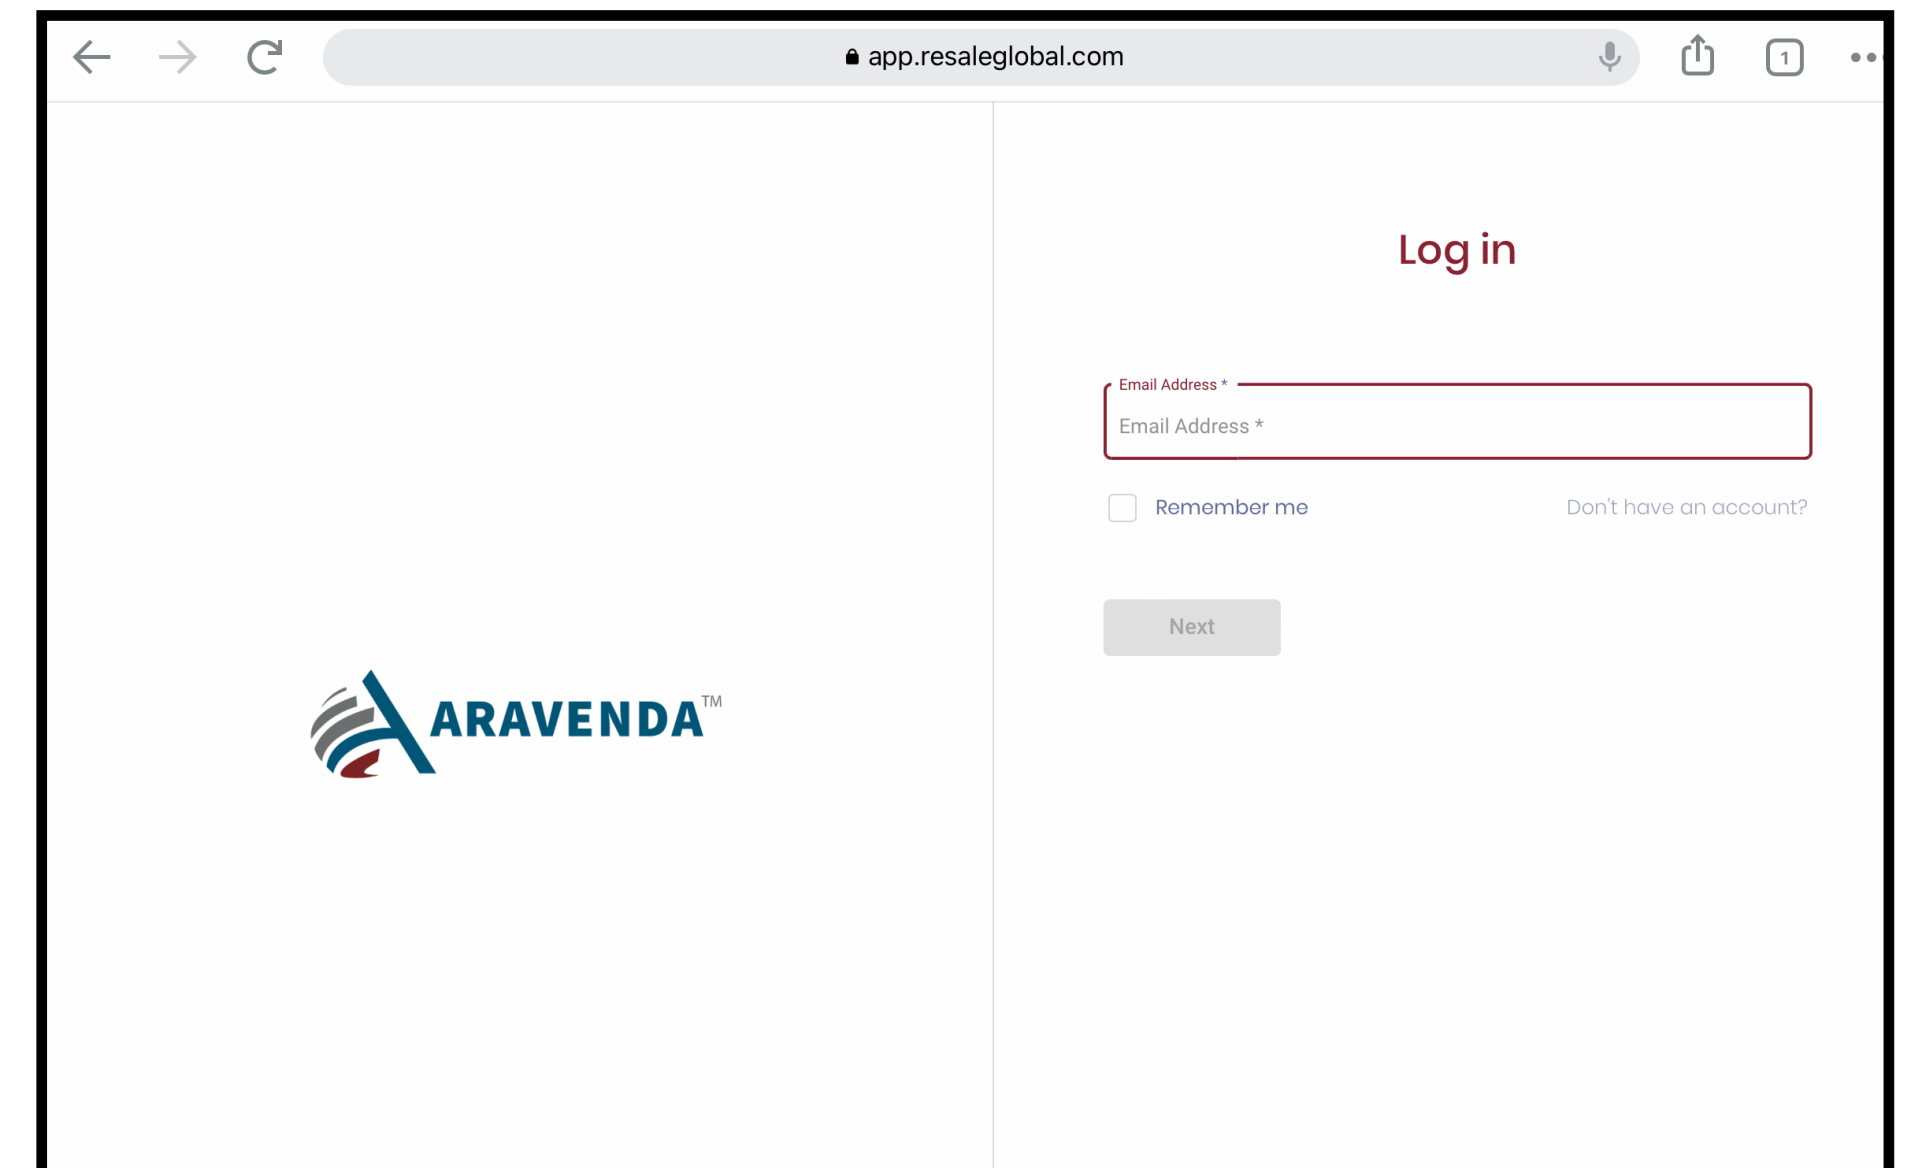 app.resaleglobal.com
1
Log in
Email Address *
Email Address *
Remember me
Don't have an account?
Next
ARAVENDA™